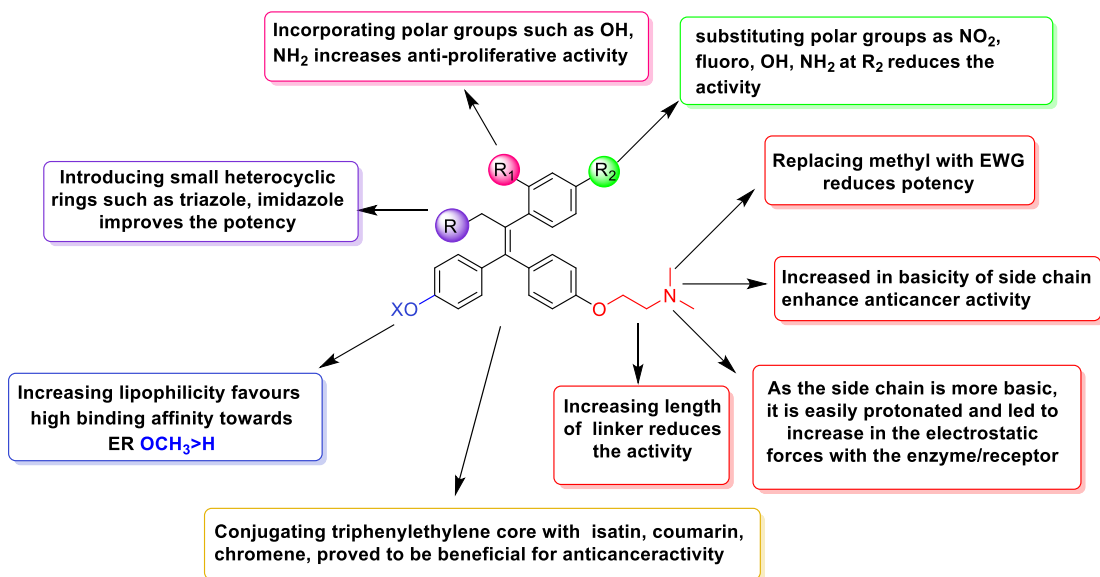 Incorporating polar groups such as OH,
NH2 increases anti-proliferative activity
substituting polar groups as NO2,
fluoro, OH, NH2 at R2 reduces the
activity
Replacing methyl with EWG
reduces potency
Introducing small heterocyclic
rings such as triazole, imidazole
improves the potency
R1
R2
R
Increased in basicity of side chain
enhance anticancer activity
XO
O
N
Increasing lipophilicity favours
high binding affinity towards
ER OCH3>H
Increasing length
of linker reduces
the activity
As the side chain is more basic,
it is easily protonated and led to
increase in the electrostatic
forces with the enzyme/receptor
Conjugating triphenylethylene core with isatin, coumarin,
chromene, proved to be beneficial for anticanceractivity